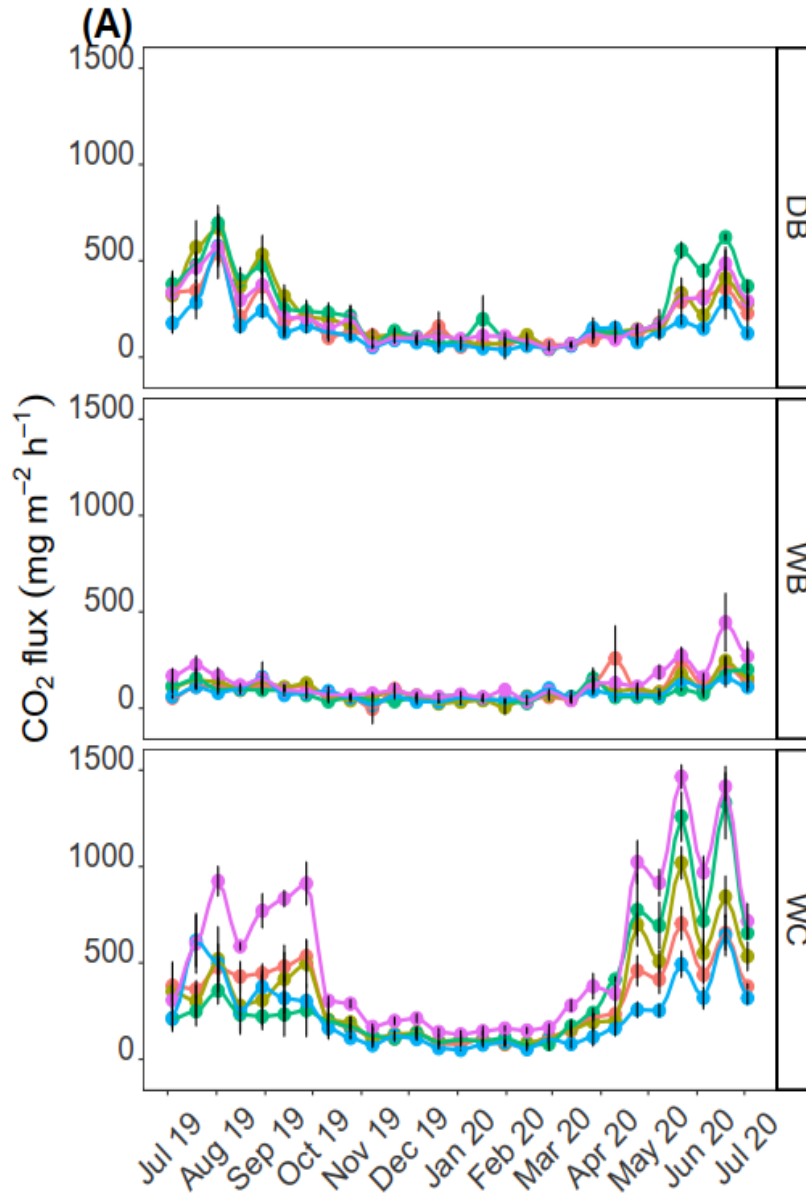 (A)
1500
1000
500
0
DB
1500
1000
500
0
WB
1500
1000
500
0
WC
CO₂ flux (mg m⁻² h⁻¹)
Jul 19
Aug 19
Sep 19
Oct 19
Nov 19
Dec 19
Jan 20
Feb 20
Mar 20
Apr 20
May 20
Jun 20
Jul 20